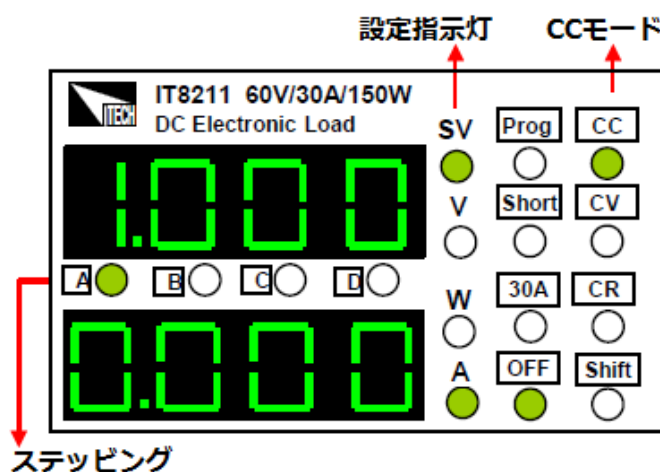 設定指示灯 CCモード
ITECH
IT8211 60V/30A/150W
DC Electronic Load
SV Prog CC
1.000
V Short CV
A B C D
W 30A CR
0.000
A OFF Shift
ステッピング